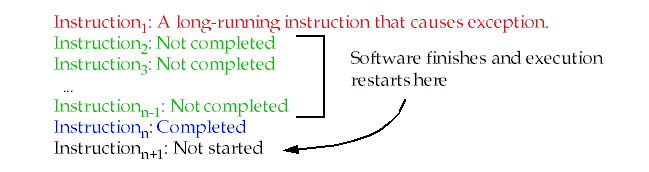 Instruction1: A long-running instruction that causes exception.
Instruction2: Not completed
Instruction3: Not completed
...
Instructionn-1: Not completed
Instructionn: Completed
Instructionn+1: Not started
Software finishes and execution
restarts here